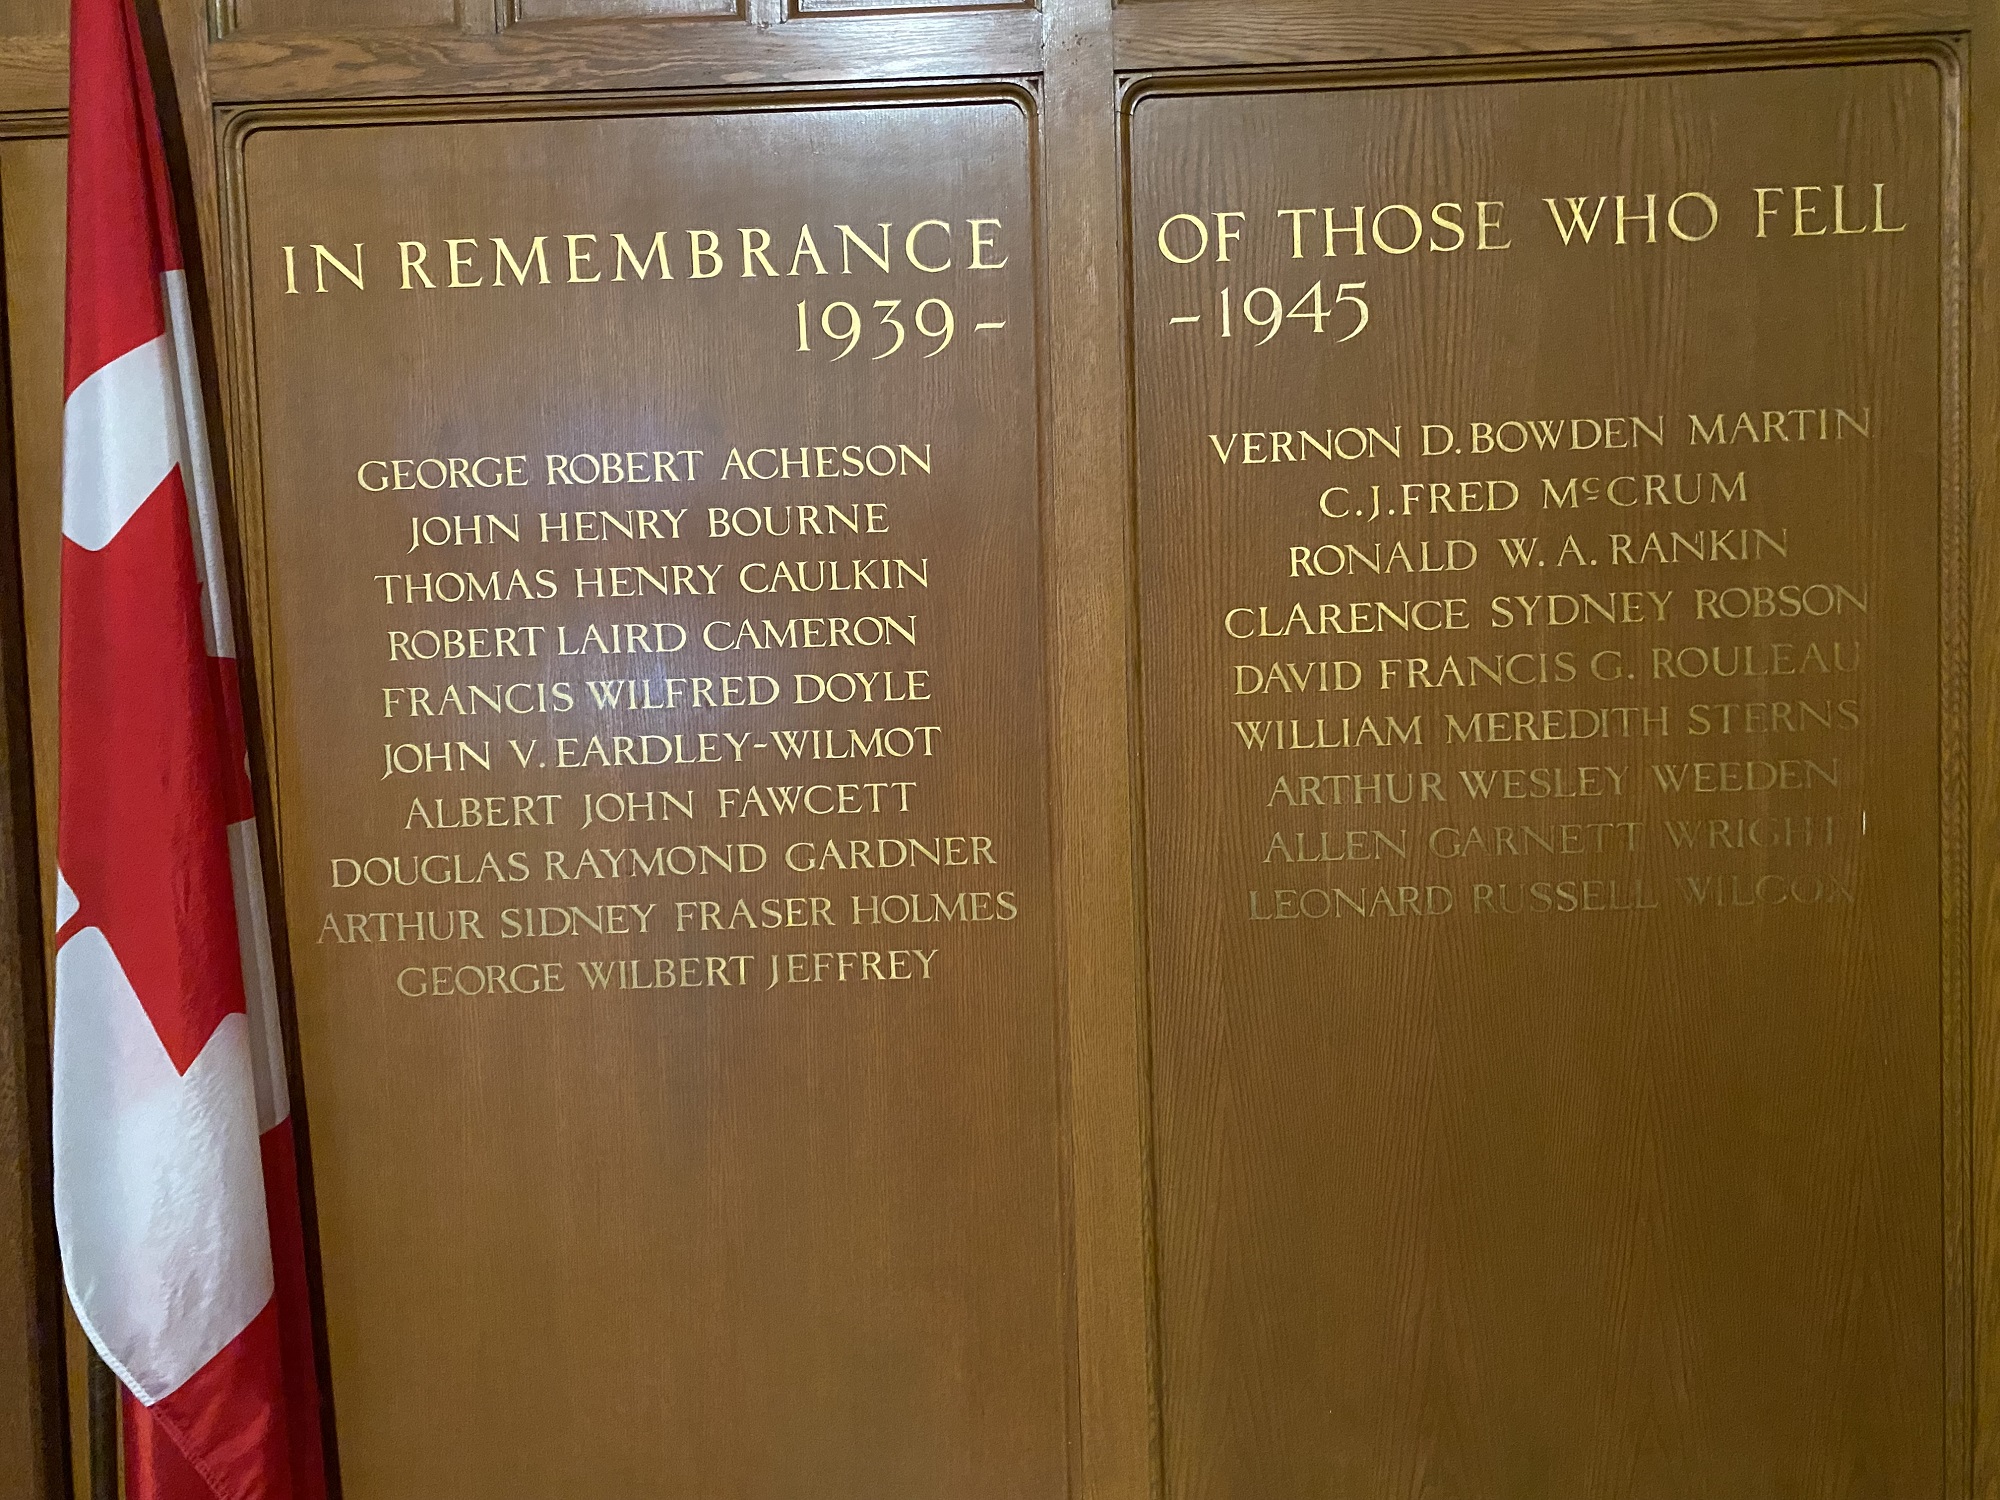 IN REMEMBRANCE
1939-
GEORGE ROBERT ACHESON
JOHN HENRY BOURNE
THOMAS HENRY CAULKIN
ROBERT LAIRD CAMERON
FRANCIS WILFRED DOYLE
JOHN V. EARDLEY-WILMOT
ALBERT JOHN FAWCETT
DOUGLAS RAYMOND GARDNER
ARTHUR SIDNEY FRASER HOLMES
GEORGE WILBERT JEFFREY
OF THOSE WHO FELL
-1945
VERNON D. BOWDEN MARTIN
C.J. FRED McCRUM
RONALD W. A. RANKIN
CLARENCE SYDNEY ROBSON
DAVID FRANCIS G. ROULEAU
WILLIAM MEREDITH STERNS
ARTHUR WESLEY WEEDEN
ALLEN GARNETT WRIGHT
LEONARD RUSSELL WILCOX